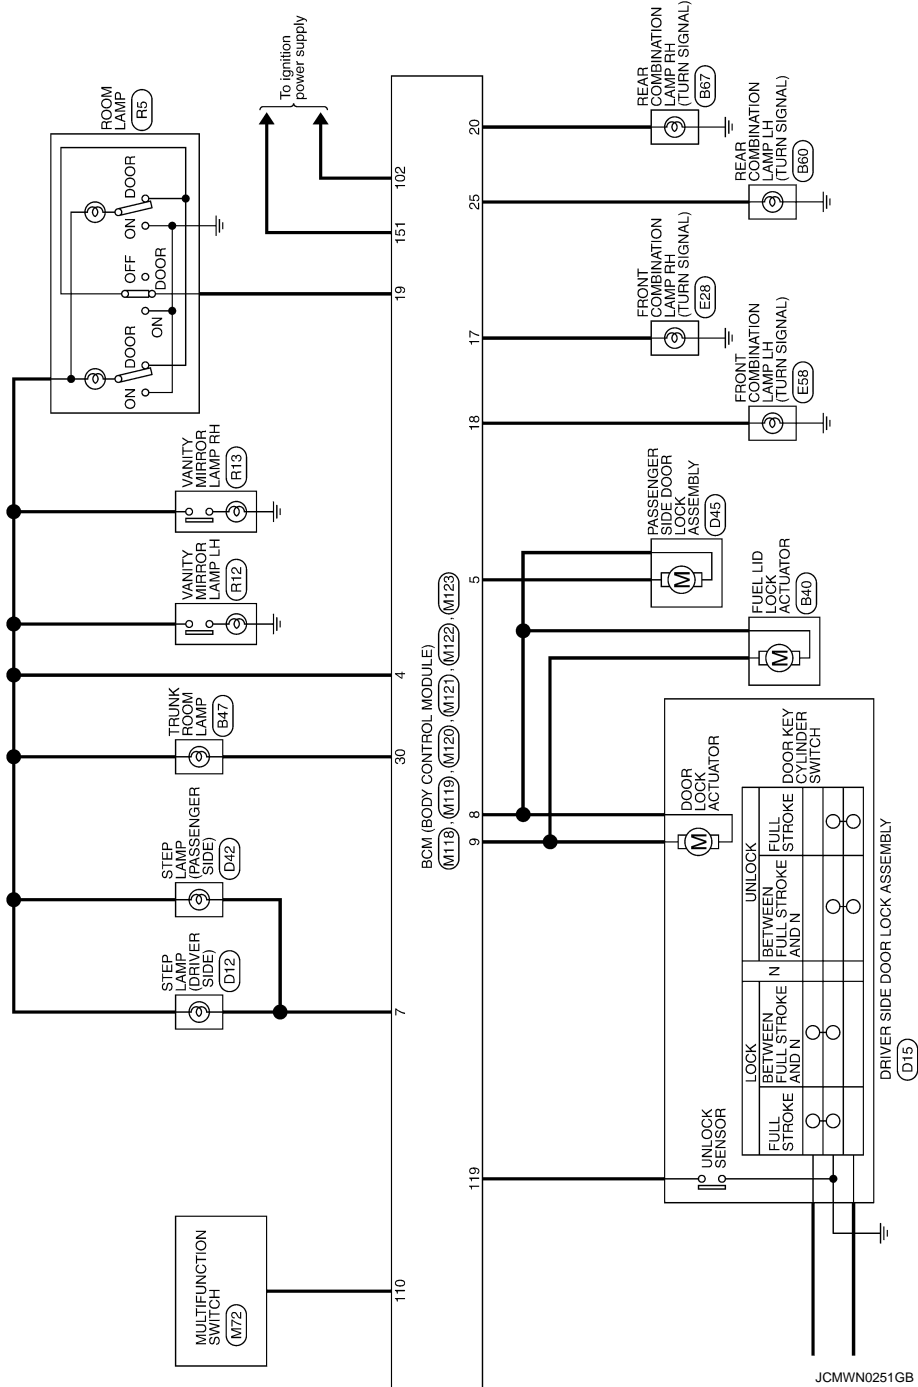 MULTIFUNCTION
SWITCH
M72
STEP
LAMP
(DRIVER
SIDE)
D12
STEP
LAMP
(PASSENGER
SIDE)
D42
TRUNK
ROOM
LAMP
B47
VANITY
MIRROR
LAMP LH
R12
VANITY
MIRROR
LAMP RH
R13
ROOM
LAMP
R5
ON
DOOR
ON
OFF
DOOR
ON
DOOR
To ignition
power supply
110
7
30
4
19
151
102
BCM (BODY CONTROL MODULE)
M118 , M119 , M120 , M121 , M122 , M123
119
9
8
5
18
17
25
20
UNLOCK
SENSOR
DOOR
LOCK
ACTUATOR
M
DOOR KEY
CYLINDER
SWITCH
LOCK
N
UNLOCK
FULL
STROKE
BETWEEN
FULL STROKE
AND N
BETWEEN
FULL STROKE
AND N
FULL
STROKE
DRIVER SIDE DOOR LOCK ASSEMBLY
D15
M
FUEL LID
LOCK
ACTUATOR
B40
M
PASSENGER
SIDE DOOR
LOCK
ASSEMBLY
D45
FRONT
COMBINATION
LAMP LH
(TURN SIGNAL)
E58
FRONT
COMBINATION
LAMP RH
(TURN SIGNAL)
E28
REAR
COMBINATION
LAMP LH
(TURN SIGNAL)
B60
REAR
COMBINATION
LAMP RH
(TURN SIGNAL)
B67
JCMWN0251GB